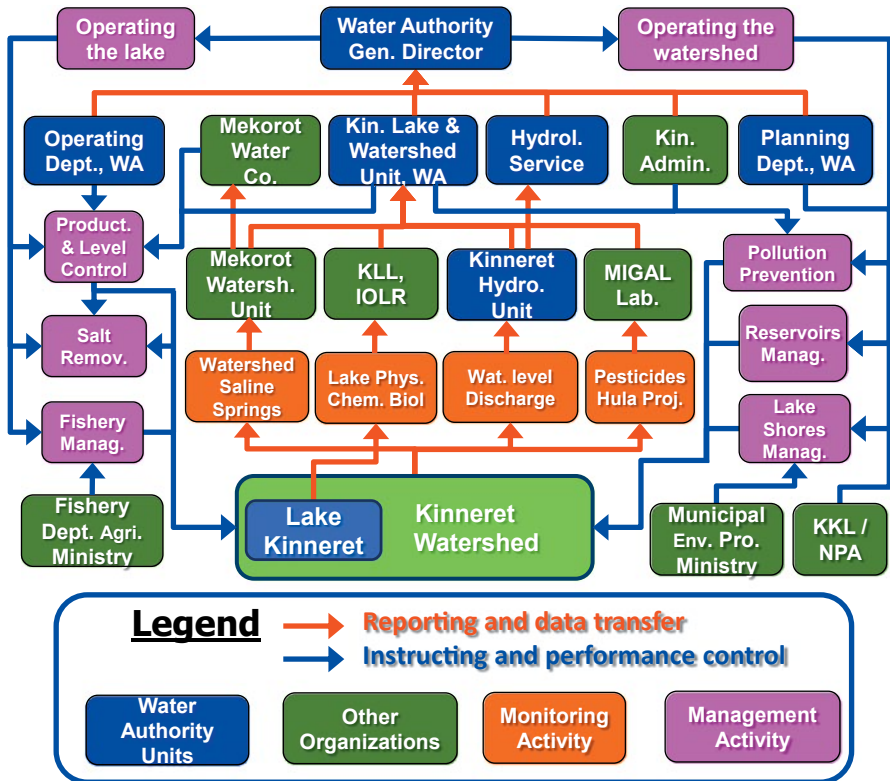 Operating
the lake
Water Authority
Gen. Director
Operating the
watershed
Operating
Dept., WA
Mekorot
Water
Co.
Kin. Lake &
Watershed
Unit, WA
Hydrol.
Service
Kin.
Admin.
Planning
Dept., WA
Product.
& Level
Control
Mekorot
Watersh.
Unit
KLL,
IOLR
Kinneret
Hydro.
Unit
MIGAL
Lab.
Pollution
Prevention
Salt
Remov.
Watershed
Saline
Springs
Lake Phys.
Chem. Biol
Wat. level
Discharge
Pesticides
Hula Proj.
Reservoirs
Manag.
Fishery
Manag.
Lake
Shores
Manag.
Fishery
Dept. Agri.
Ministry
Lake
Kinneret
Kinneret
Watershed
Municipal
Env. Pro.
Ministry
KKL /
NPA
Legend
Reporting and data transfer
Instructing and performance control
Water
Authority
Units
Other
Organizations
Monitoring
Activity
Management
Activity